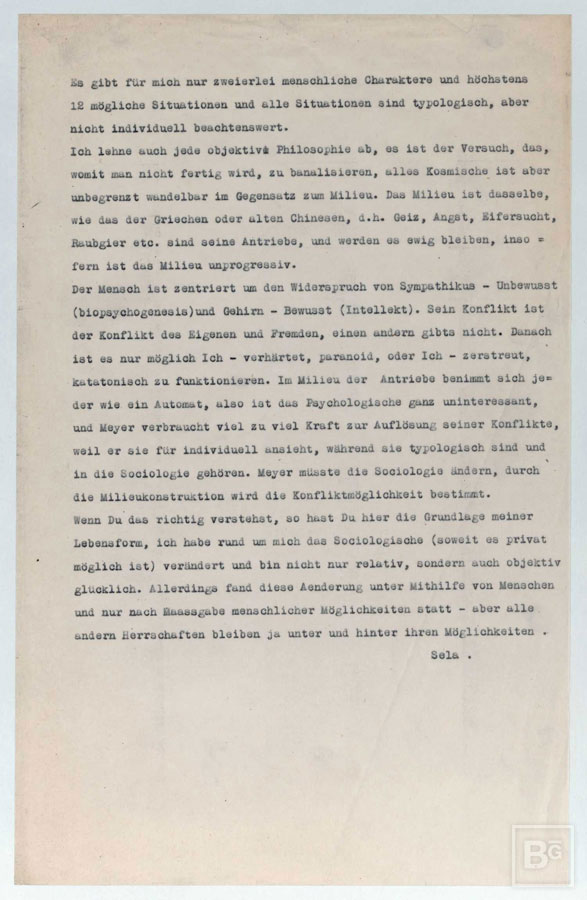 Es gibt für mich nur zweierlei menschliche Charaktere und höchstens
12 mögliche Situationen und alle Situationen sind typologisch, aber
nicht individuell beachtenswert.
Ich lehne auch jede objektive Philosophie ab, es ist der Versuch, das,
womit man nicht fertig wird, zu banalisieren, alles Kosmische ist aber
unbegrenzt wandelbar im Gegensatz zum Milieu. Das Milieu ist dasselbe,
wie das der Griechen oder alten Chinesen, d.h. Geiz, Angst, Eifersucht,
Raubgier etc. sind seine Antriebe, und werden es ewig bleiben, inso =
fern ist das Milieu unprogressiv.
Der Mensch ist zentriert um den Widerspruch von Sympathikus - Unbewusst
(biopsychogenesis)und Gehirn - Bewusst (Intellekt). Sein Konflikt ist
der Konflikt des Eigenen und Fremden, einen andern gibts nicht. Danach
ist es nur möglich Ich - verhärtet, paranoid, oder Ich - zerstreut,
katatonisch zu funktionieren. Im Milieu der Antriebe benimmt sich je=
der wie ein Automat, also ist das Psychologische ganz uninteressant,
und Meyer verbraucht viel zu viel Kraft zur Auflösung seiner Konflikte,
weil er sie für individuell ansieht, während sie typologisch sind und
in die Sociologie gehören. Meyer müsste die Sociologie ändern, durch
die Milieukonstruktion wird die Konfliktmöglichkeit bestimmt.
Wenn Du das richtig verstehst, so hast Du hier die Grundlage meiner
Lebensform, ich habe rund um mich das Sociologische (soweit es privat
möglich ist) verändert und bin nicht nur relativ, sondern auch objektiv
glücklich. Allerdings fand diese Aenderung unter Mithilfe von Menschen
und nur nach Maassgabe menschlicher Möglichkeiten statt - aber alle
andern Herrschaften bleiben ja unter und hinter ihren Möglichkeiten .
Sela .
BG